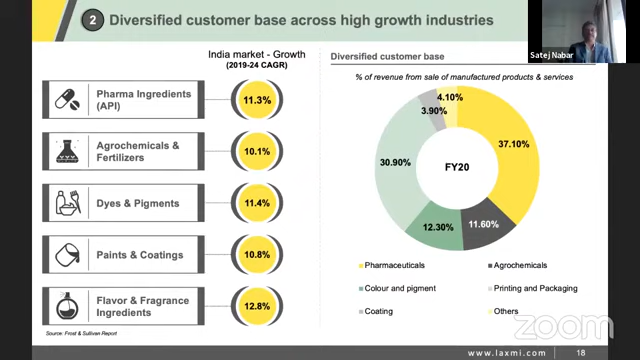 2 Diversified customer base across high growth industries
Satej Nabar
India market - Growth
(2019-24 CAGR)
Pharma Ingredients
(API)
11.3%
Agrochemicals &
Fertilizers
10.1%
Dyes & Pigments
11.4%
Paints & Coatings
10.8%
Flavor & Fragrance
Ingredients
12.8%
Source: Frost & Sullivan Report
Diversified customer base
% of revenue from sale of manufactured products & services
4.10%
3.90%
37.10%
30.90%
FY20
12.30%
11.60%
Pharmaceuticals
Agrochemicals
Colour and pigment
Printing and Packaging
Coating
Others
zoom
www.laxmi.com
18